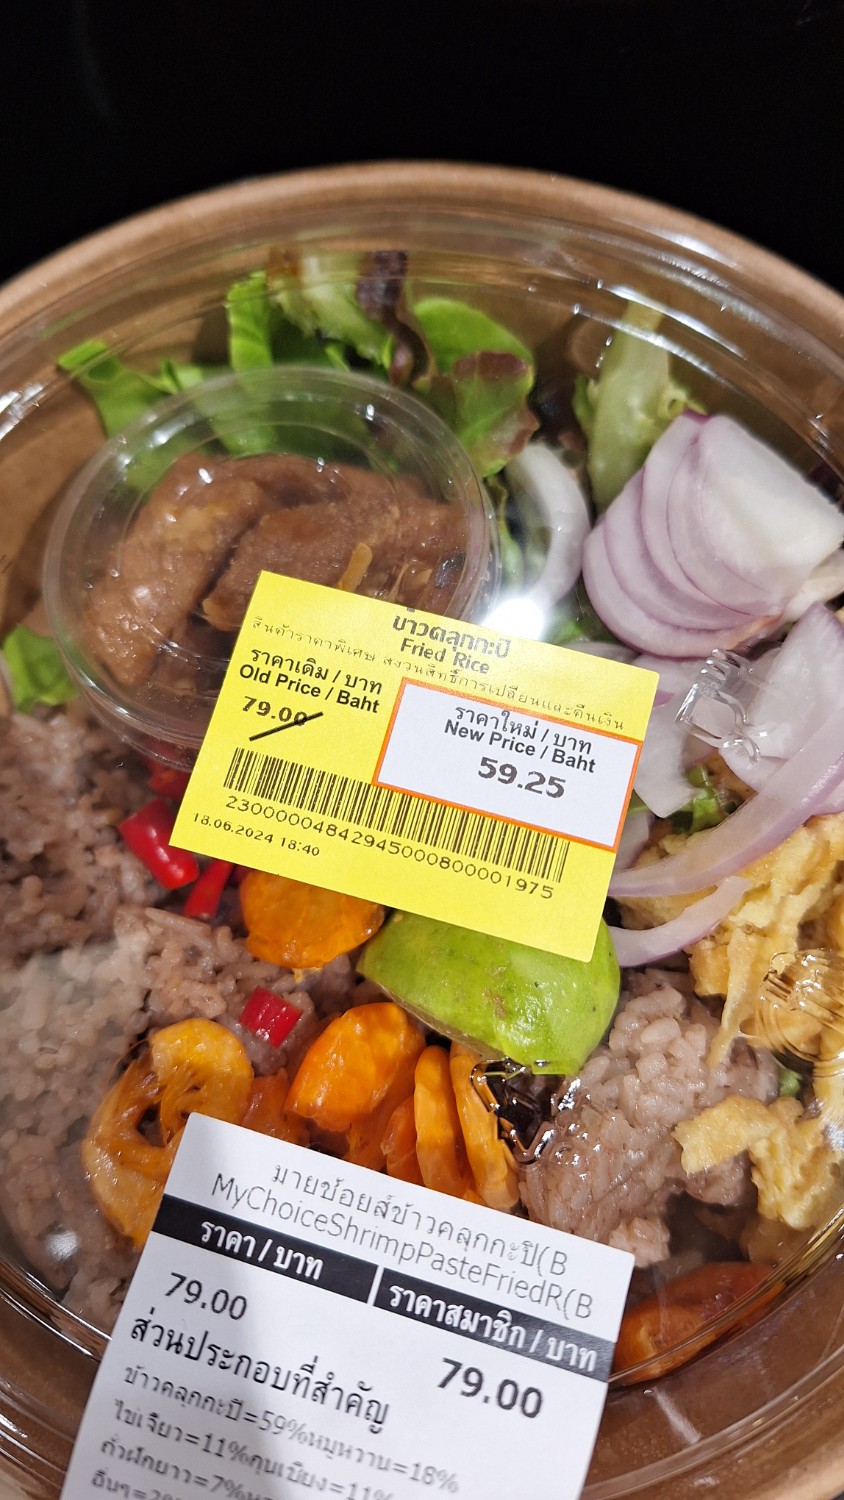 ข้าวคลุกกะปิ
Fried Rice
สินค้าราคาพิเศษ สงวนสิทธิ์การเปลี่ยนและคืนเงิน
ราคาเดิม / บาท
Old Price / Baht
79.00
ราคาใหม่ / บาท
New Price / Baht
59.25
2300000484294500080000 1975
18.06.2024 18:40
มายช้อยส์ข้าวคลุกกะปิ(B
MyChoiceShrimpPasteFriedR(B
ราคา / บาท
79.00
ราคาสมาชิก / บาท
79.00
ส่วนประกอบที่สำคัญ
ข้าวคลุกกะปิ=59%หมูหวาน=18%
ไข่เจียว=11%กุนเชียง=11%
ถั่วฝักยาว=7%
อื่นๆ=2%